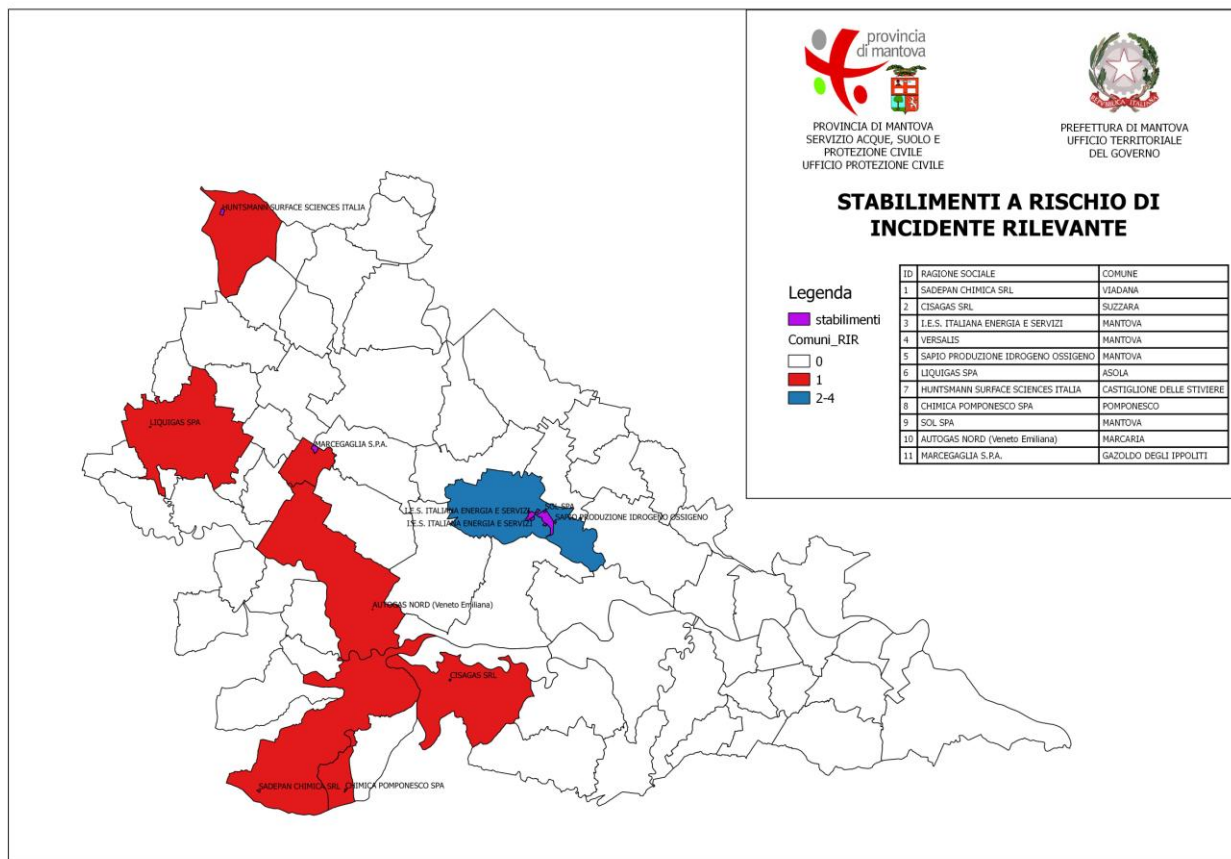 provincia
di mantova
REPVBBLICA ITALIANA
PROVINCIA DI MANTOVA
SERVIZIO ACQUE, SUOLO E
PROTEZIONE CIVILE
UFFICIO PROTEZIONE CIVILE
PREFETTURA DI MANTOVA
UFFICIO TERRITORIALE
DEL GOVERNO
STABILIMENTI A RISCHIO DI
INCIDENTE RILEVANTE
Legenda
stabilimenti
Comuni_RIR
0
1
2-4
ID RAGIONE SOCIALE COMUNE
1 SADEPAN CHIMICA SRL VIADANA
2 CISAGAS SRL SUZZARA
3 I.E.S. ITALIANA ENERGIA E SERVIZI MANTOVA
4 VERSALIS MANTOVA
5 SAPIO PRODUZIONE IDROGENO OSSIGENO MANTOVA
6 LIQUIGAS SPA ASOLA
7 HUNTSMANN SURFACE SCIENCES ITALIA CASTIGLIONE DELLE STIVIERE
8 CHIMICA POMPONESCO SPA POMPONESCO
9 SOL SPA MANTOVA
10 AUTOGAS NORD (Veneto Emiliana) MARCARIA
11 MARCEGAGLIA S.P.A. GAZOLDO DEGLI IPPOLITI
HUNTSMANN SURFACE SCIENCES ITALIA
LIQUIGAS SPA
MARCEGAGLIA S.P.A.
SOL SPA
I.E.S. ITALIANA ENERGIA E SERVIZI
SAPIO PRODUZIONE IDROGENO OSSIGENO
I.E.S. ITALIANA ENERGIA E SERVIZI
AUTOGAS NORD (Veneto Emiliana)
CISAGAS SRL
SADEPAN CHIMICA SRL
CHIMICA POMPONESCO SPA